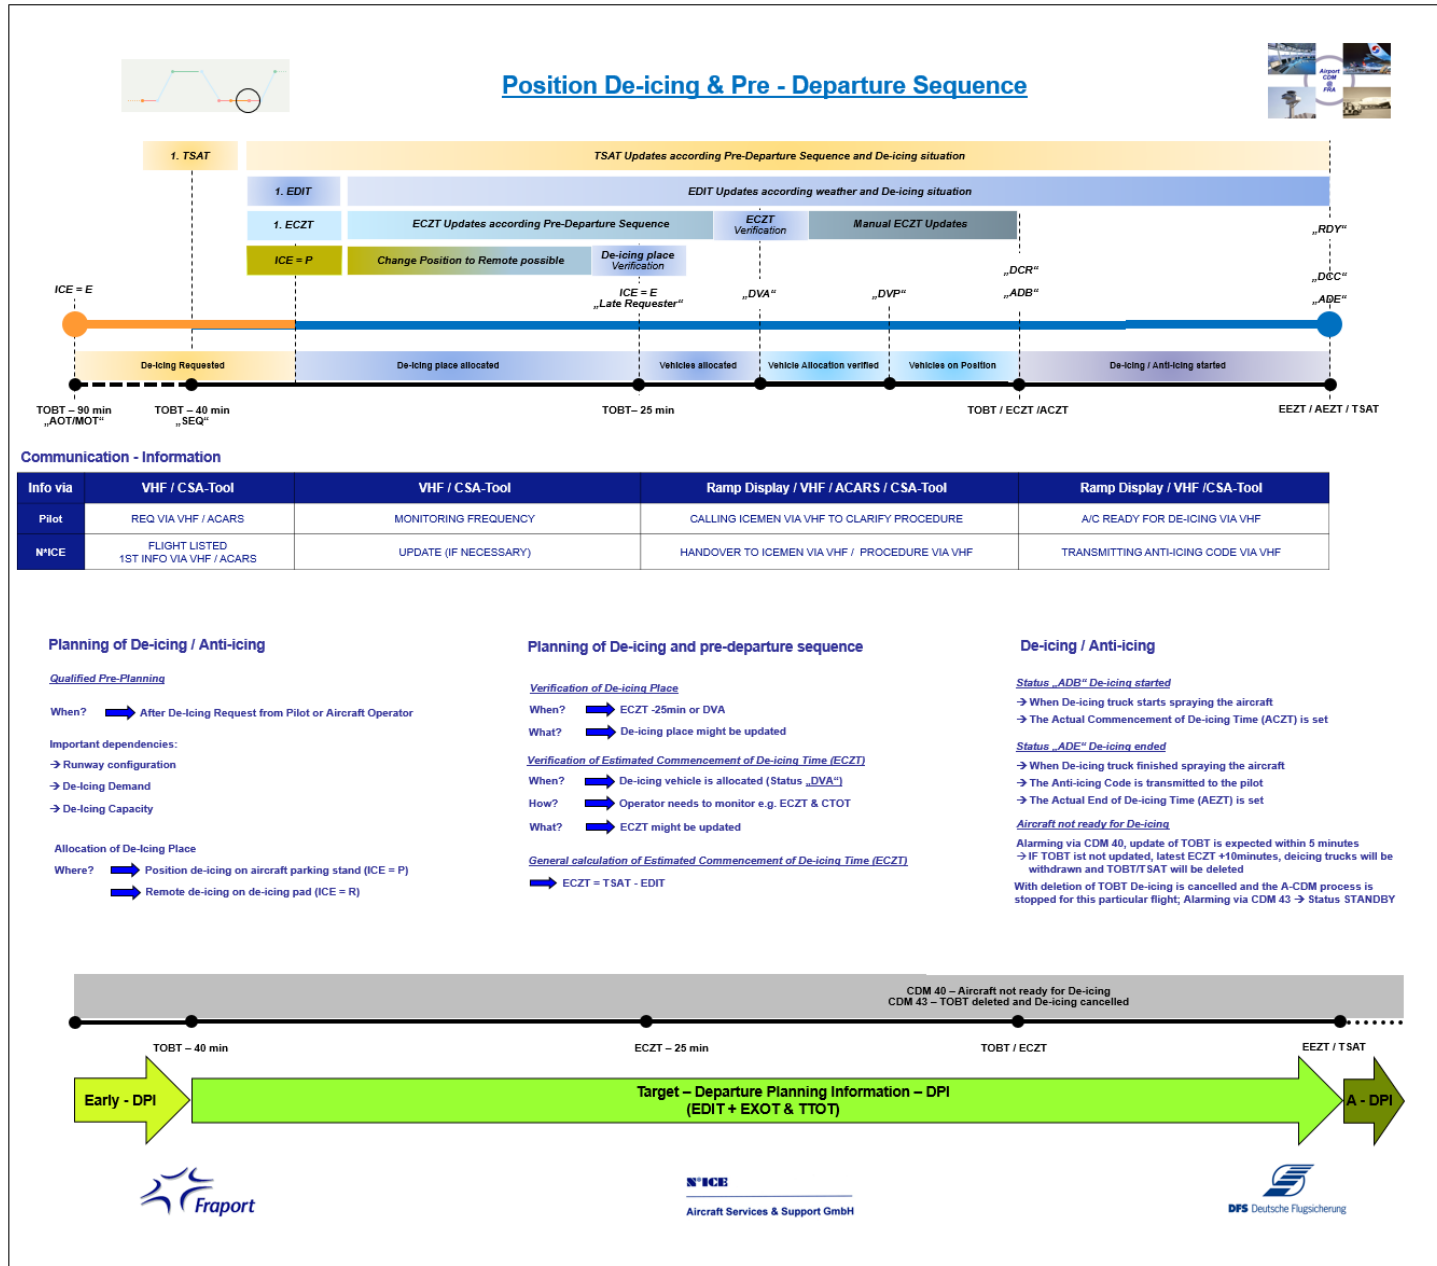 Position De-icing & Pre - Departure Sequence
Airport
CDM
@
FRA
1. TSAT
TSAT Updates according Pre-Departure Sequence and De-icing situation
1. EDIT
EDIT Updates according weather and De-icing situation
1. ECZT
ECZT Updates according Pre-Departure Sequence
ECZT
Verification
Manual ECZT Updates
ICE = P
Change Position to Remote possible
De-icing place
Verification
„RDY“
„DCR“
„DCC“
ICE = E
ICE = E
„Late Requester“
„DVA“
„DVP“
„ADB“
„ADE“
De-Icing Requested
De-icing place allocated
Vehicles allocated
Vehicle Allocation verified
Vehicles on Position
De-icing / Anti-icing started
TOBT – 90 min
„AOT/MOT“
TOBT – 40 min
„SEQ“
TOBT– 25 min
TOBT / ECZT /ACZT
EEZT / AEZT / TSAT
Communication - Information
Info via
VHF / CSA-Tool
VHF / CSA-Tool
Ramp Display / VHF / ACARS / CSA-Tool
Ramp Display / VHF /CSA-Tool
Pilot
REQ VIA VHF / ACARS
MONITORING FREQUENCY
CALLING ICEMEN VIA VHF TO CLARIFY PROCEDURE
A/C READY FOR DE-ICING VIA VHF
N*ICE
FLIGHT LISTED
1ST INFO VIA VHF / ACARS
UPDATE (IF NECESSARY)
HANDOVER TO ICEMEN VIA VHF / PROCEDURE VIA VHF
TRANSMITTING ANTI-ICING CODE VIA VHF
Planning of De-icing / Anti-icing
Qualified Pre-Planning
When? After De-Icing Request from Pilot or Aircraft Operator
Important dependencies:
→ Runway configuration
→ De-Icing Demand
→ De-Icing Capacity
Allocation of De-Icing Place
Where? Position de-icing on aircraft parking stand (ICE = P)
Remote de-icing on de-icing pad (ICE = R)
Planning of De-icing and pre-departure sequence
Verification of De-icing Place
When? ECZT -25min or DVA
What? De-icing place might be updated
Verification of Estimated Commencement of De-icing Time (ECZT)
When? De-icing vehicle is allocated (Status „DVA“)
How? Operator needs to monitor e.g. ECZT & CTOT
What? ECZT might be updated
General calculation of Estimated Commencement of De-icing Time (ECZT)
ECZT = TSAT - EDIT
De-icing / Anti-icing
Status „ADB“ De-icing started
→ When De-icing truck starts spraying the aircraft
→ The Actual Commencement of De-icing Time (ACZT) is set
Status „ADE“ De-icing ended
→ When De-icing truck finished spraying the aircraft
→ The Anti-icing Code is transmitted to the pilot
→ The Actual End of De-icing Time (AEZT) is set
Aircraft not ready for De-icing
Alarming via CDM 40, update of TOBT is expected within 5 minutes
→ IF TOBT ist not updated, latest ECZT +10minutes, deicing trucks will be
withdrawn and TOBT/TSAT will be deleted
With deletion of TOBT De-icing is cancelled and the A-CDM process is
stopped for this particular flight; Alarming via CDM 43 → Status STANDBY
CDM 40 – Aircraft not ready for De-icing
CDM 43 – TOBT deleted and De-icing cancelled
TOBT – 40 min
ECZT – 25 min
TOBT / ECZT
EEZT / TSAT
Early - DPI
Target – Departure Planning Information – DPI
(EDIT + EXOT & TTOT)
A - DPI
Fraport
N*ICE
Aircraft Services & Support GmbH
DFS Deutsche Flugsicherung